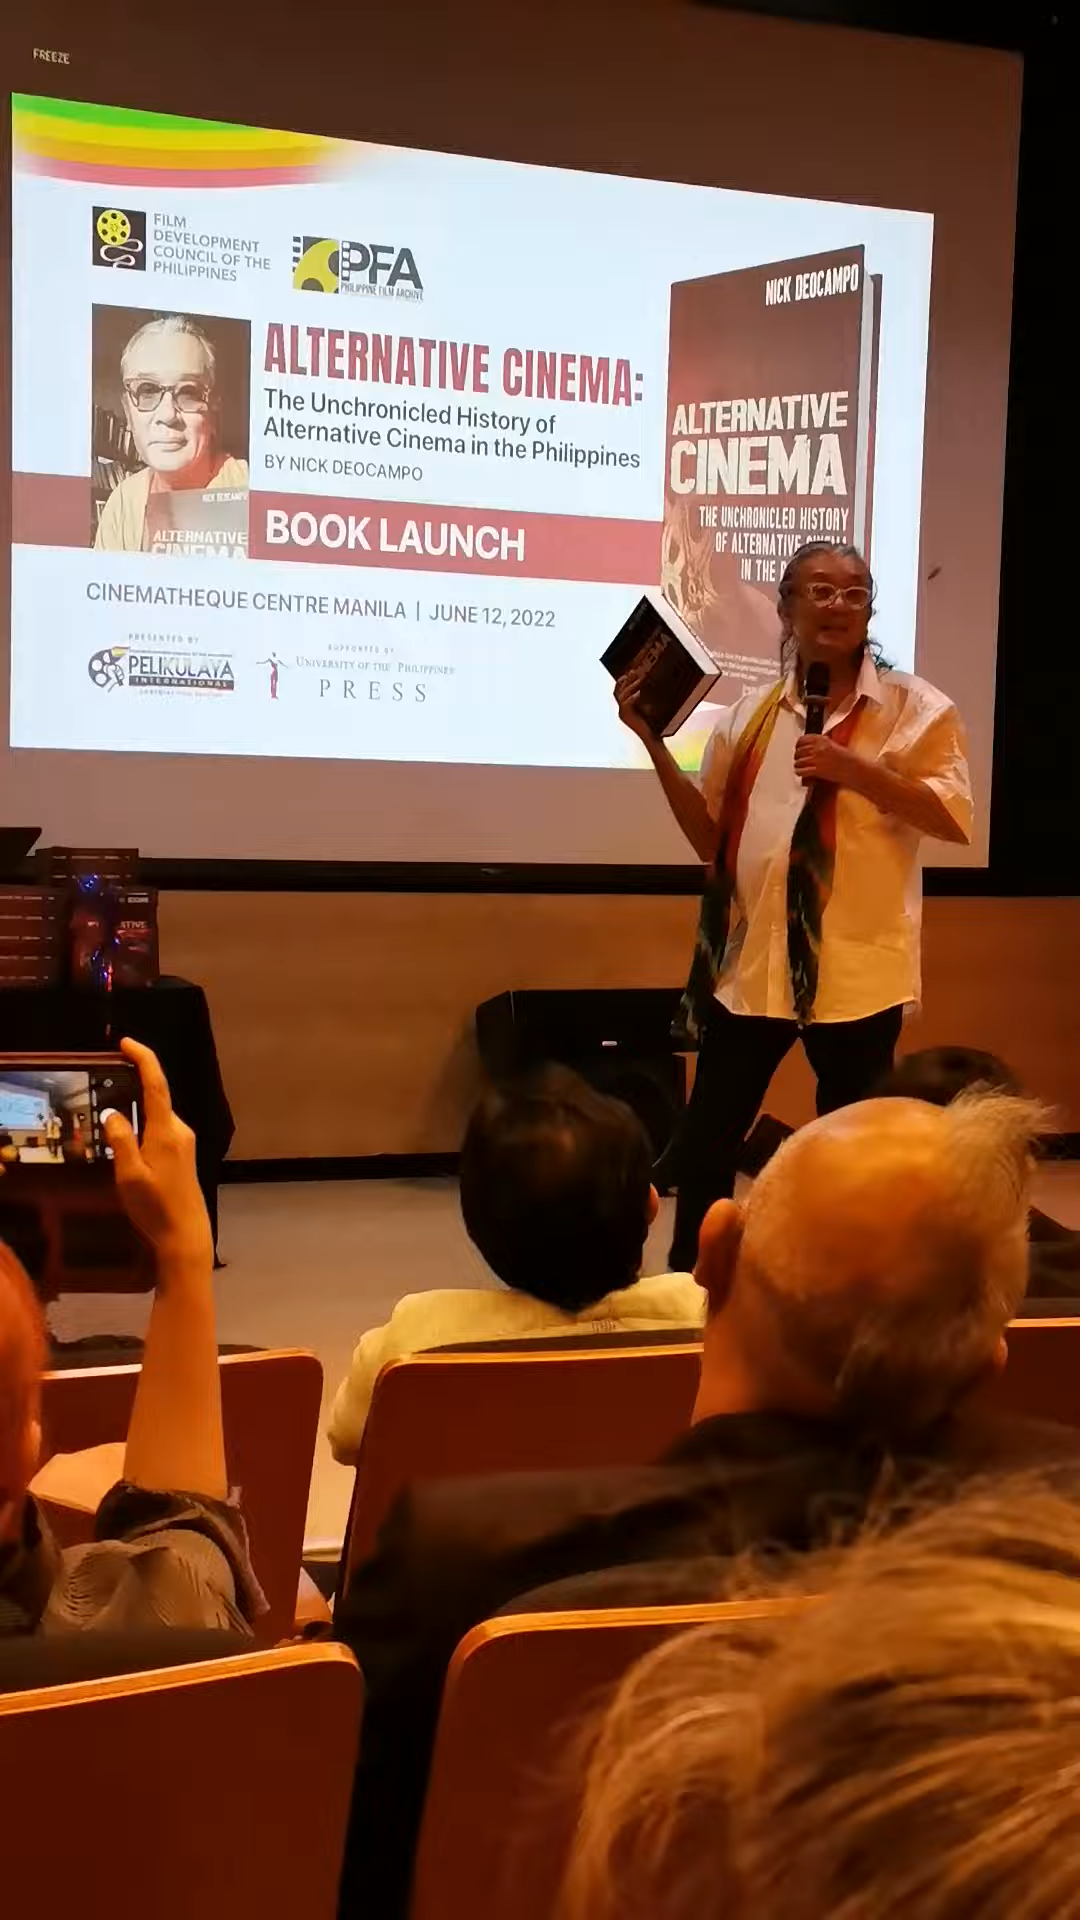 FREEZE
FILM
DEVELOPMENT
COUNCIL OF THE
PHILIPPINES
PFA
PHILIPPINE FILM ARCHIVE
ALTERNATIVE CINEMA:
The Unchronicled History of
Alternative Cinema in the Philippines
BY NICK DEOCAMPO
NICK DEOCAMPO
ALTERNATIVE
CINEMA
BOOK LAUNCH
CINEMATHEQUE CENTRE MANILA | JUNE 12, 2022
PRESENTED BY
PELIKULAYA
INTERNATIONAL
SUPPORTED BY
UNIVERSITY OF THE PHILIPPINES
PRESS
NICK DEOCAMPO
ALTERNATIVE
CINEMA
THE UNCHRONICLED HISTORY
OF ALTERNATIVE CINEMA
IN THE
CINEMA